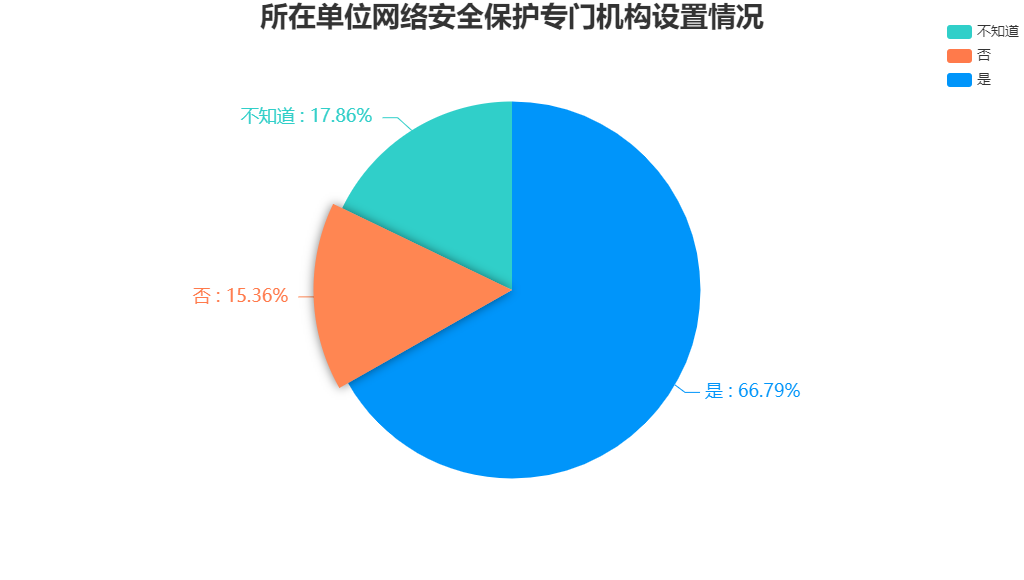 所在单位网络安全保护专门机构设置情况
不知道
否
是
不知道 : 17.86%
否 : 15.36%
是 : 66.79%